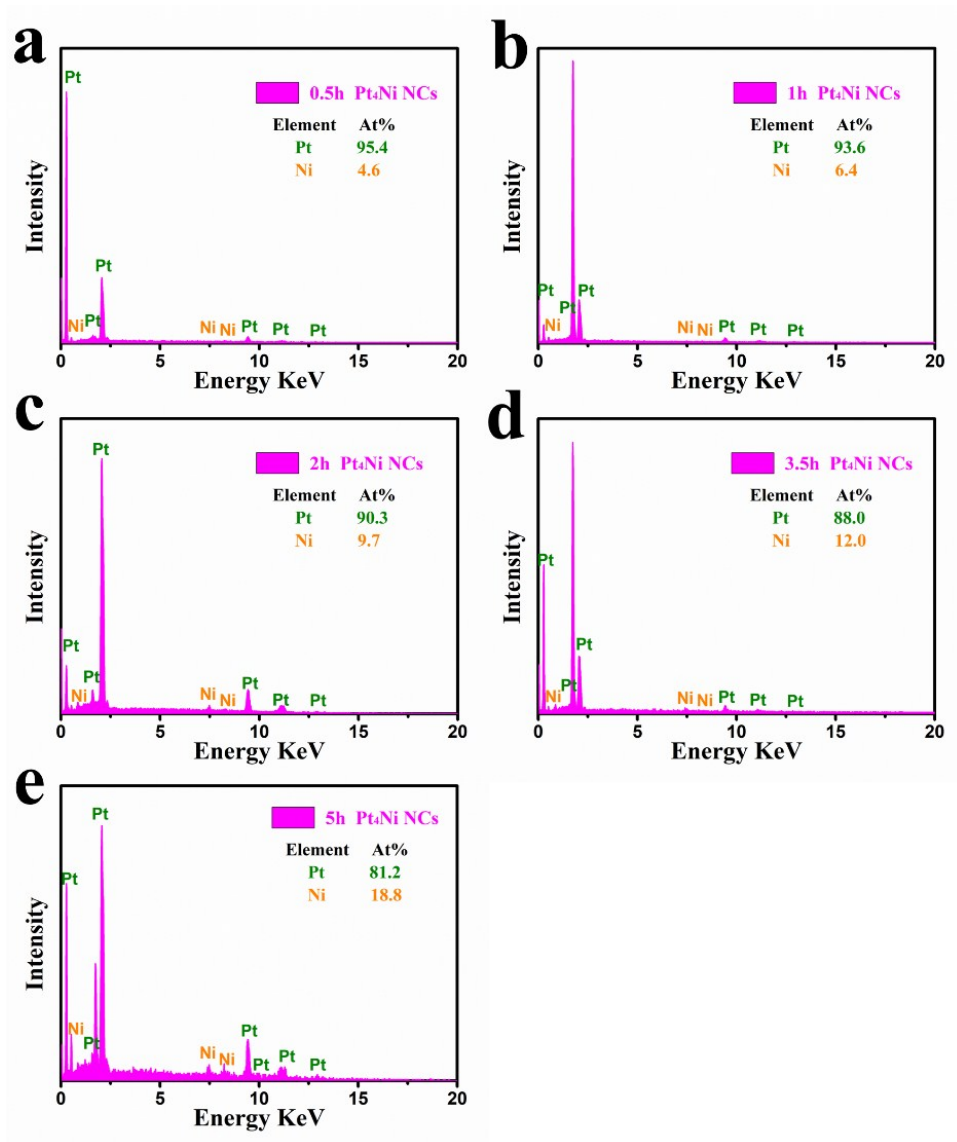 a
Pt
0.5h Pt₄Ni NCs
Element At%
Pt 95.4
Ni 4.6
Pt
Ni Pt Ni Ni Pt Pt Pt
Intensity
0 5 10 15 20
Energy KeV
b
1h Pt₄Ni NCs
Element At%
Pt 93.6
Ni 6.4
Pt Pt
Pt
Ni Ni Ni Pt Pt Pt
Intensity
0 5 10 15 20
Energy KeV
c
Pt
2h Pt₄Ni NCs
Element At%
Pt 90.3
Ni 9.7
Pt
Ni Pt Ni Ni Pt Pt Pt
Intensity
0 5 10 15 20
Energy KeV
d
3.5h Pt₄Ni NCs
Element At%
Pt 88.0
Ni 12.0
Pt
Pt
Ni Pt Ni Ni Pt Pt Pt
Intensity
0 5 10 15 20
Energy KeV
e
Pt
5h Pt₄Ni NCs
Element At%
Pt 81.2
Ni 18.8
Pt
Ni Pt Ni Ni Pt Pt Pt Pt
Intensity
0 5 10 15 20
Energy KeV